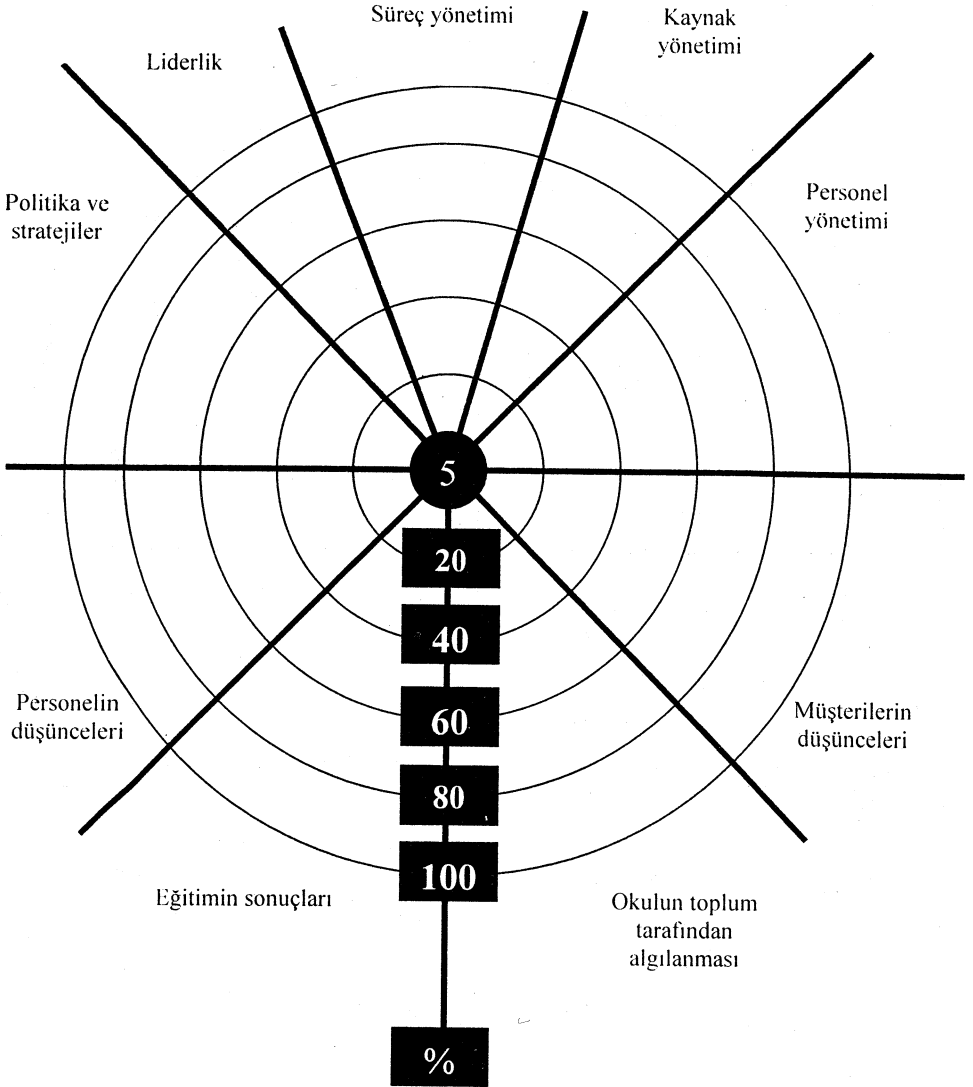 Süreç yönetimi
Kaynak
yönetimi
Liderlik
Politika ve
stratejiler
Personel
yönetimi
5
20
40
60
80
100
Personelin
düşünceleri
Müşterilerin
düşünceleri
Eğitimin sonuçları
Okulun toplum
tarafından
algılanması
%